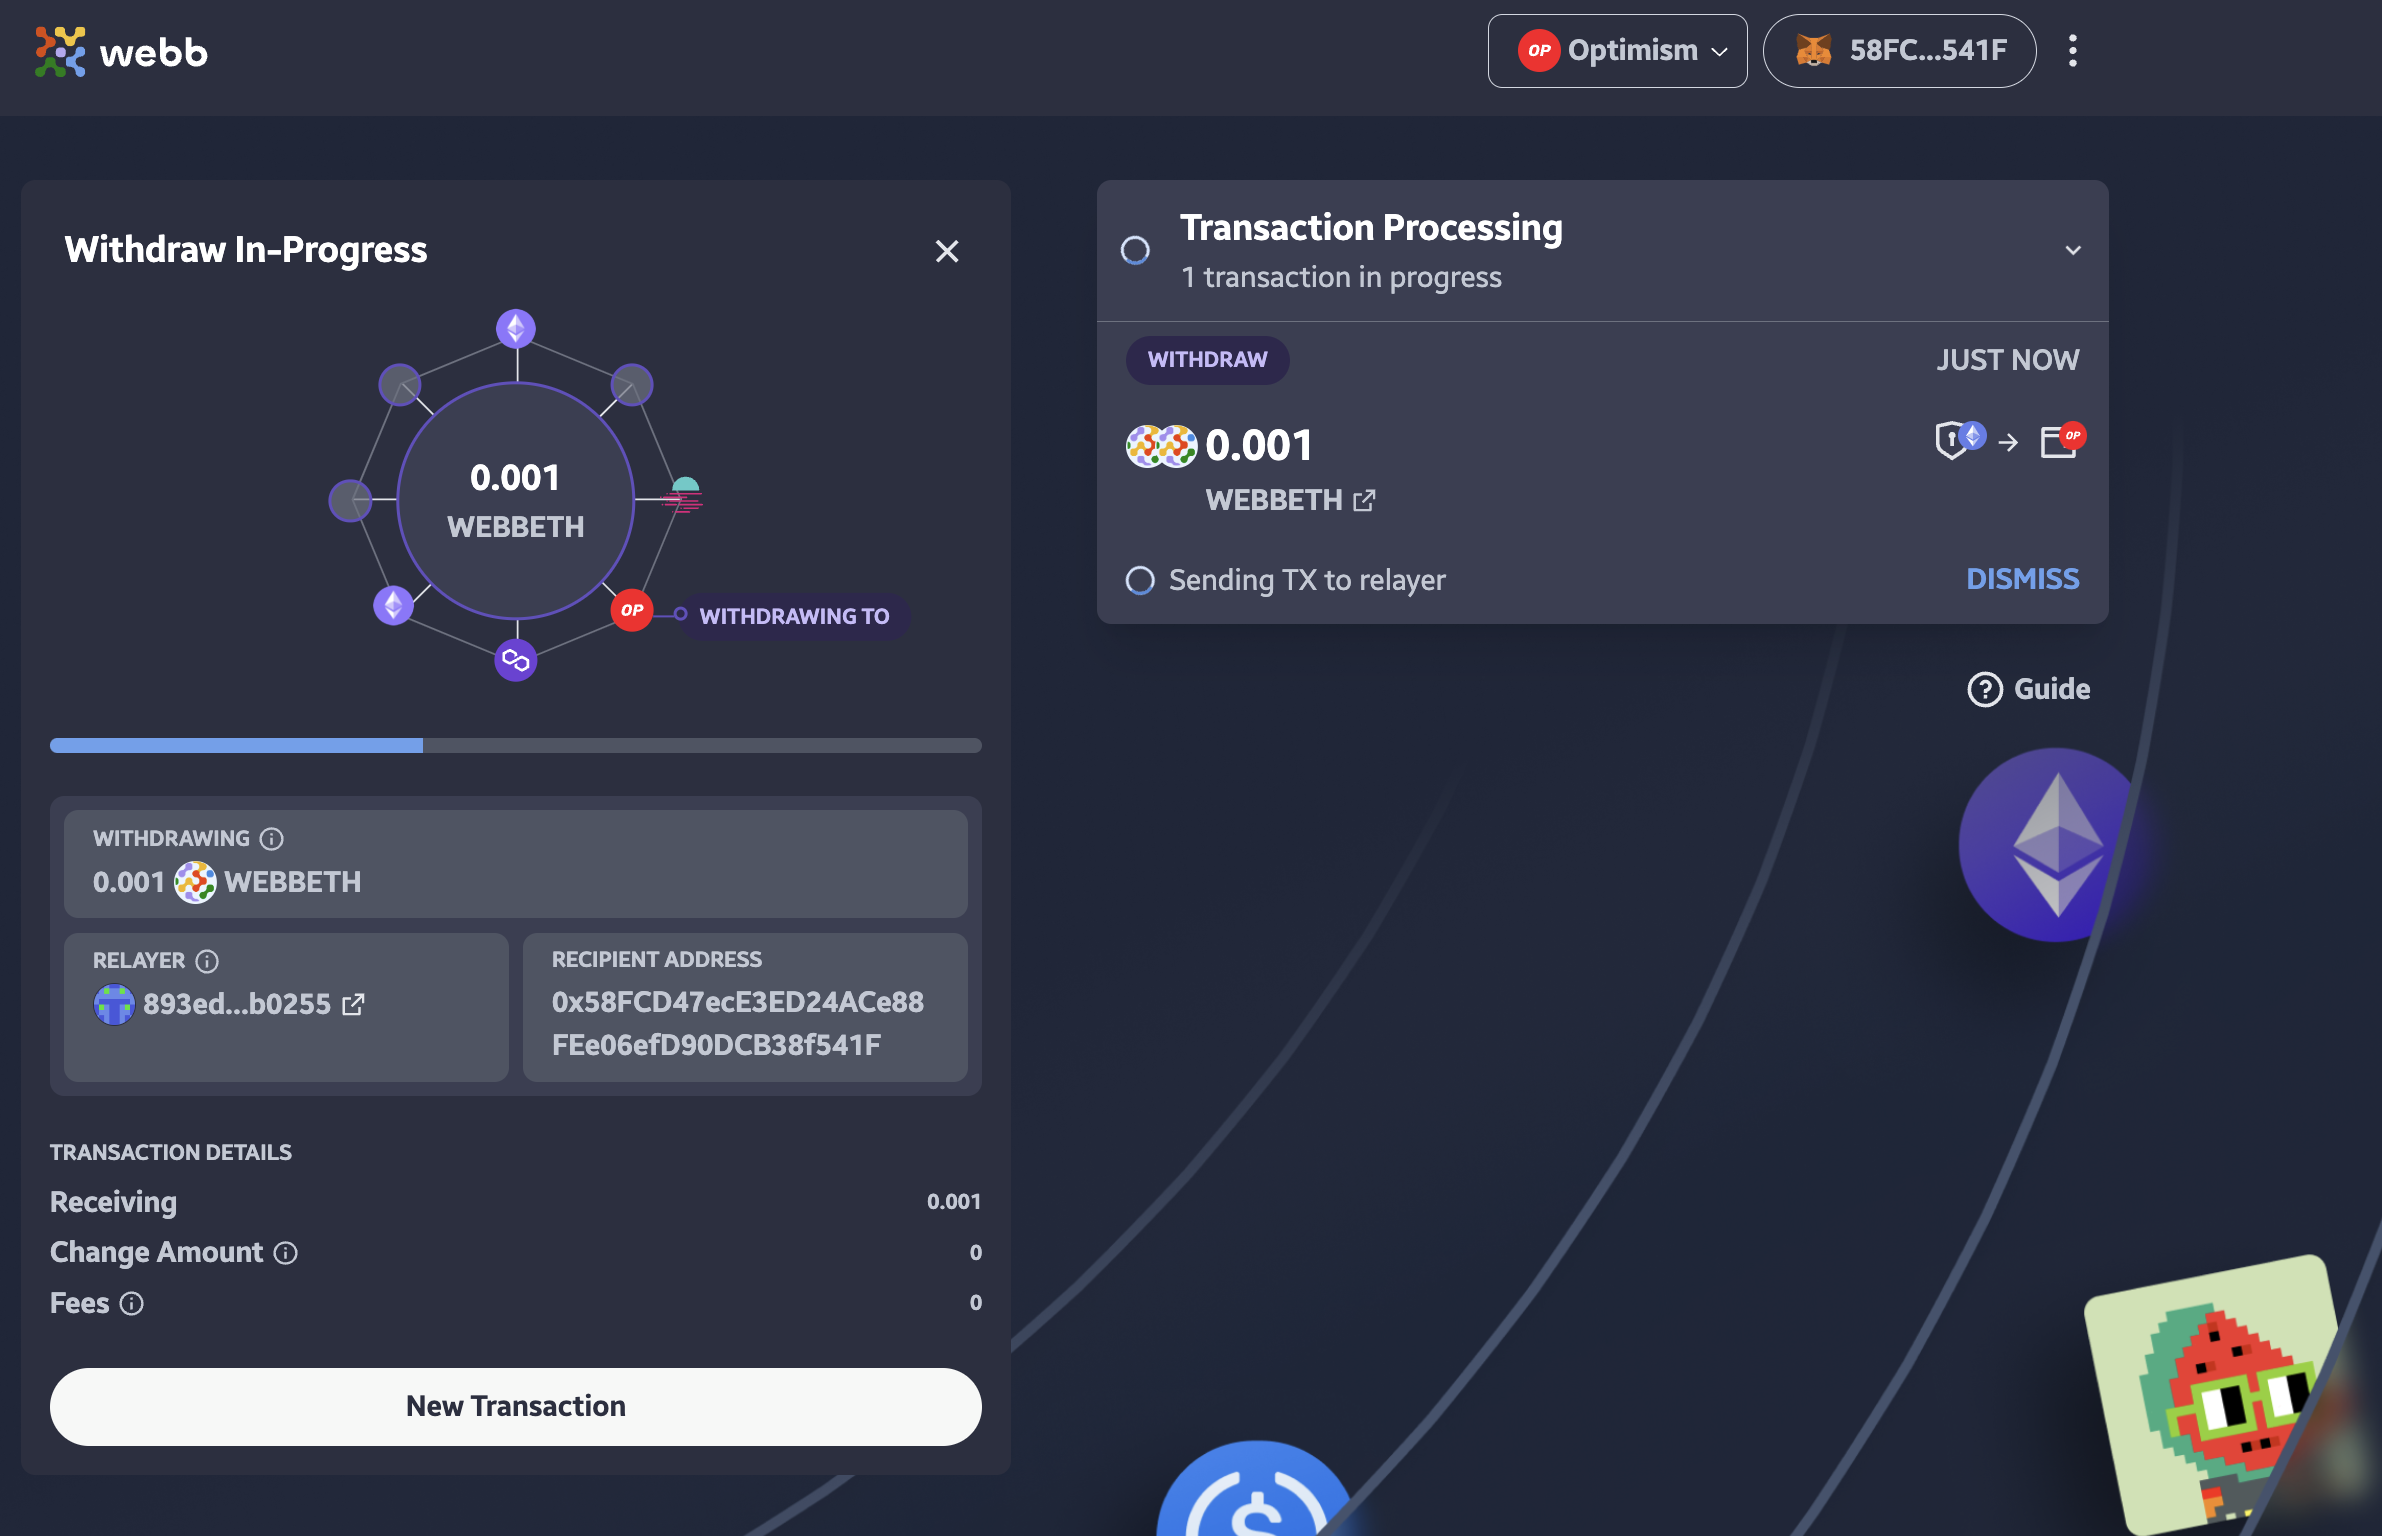 webb
OP Optimism
58FC...541F
Withdraw In-Progress
0.001
WEBBETH
OP
WITHDRAWING TO
WITHDRAWING
0.001 WEBBETH
RELAYER
893ed...b0255
RECIPIENT ADDRESS
0x58FCD47ecE3ED24ACe88
FEe06efD90DCB38f541F
TRANSACTION DETAILS
Receiving 0.001
Change Amount 0
Fees 0
New Transaction
Transaction Processing
1 transaction in progress
WITHDRAW JUST NOW
0.001
OP
WEBBETH
Sending TX to relayer DISMISS
? Guide